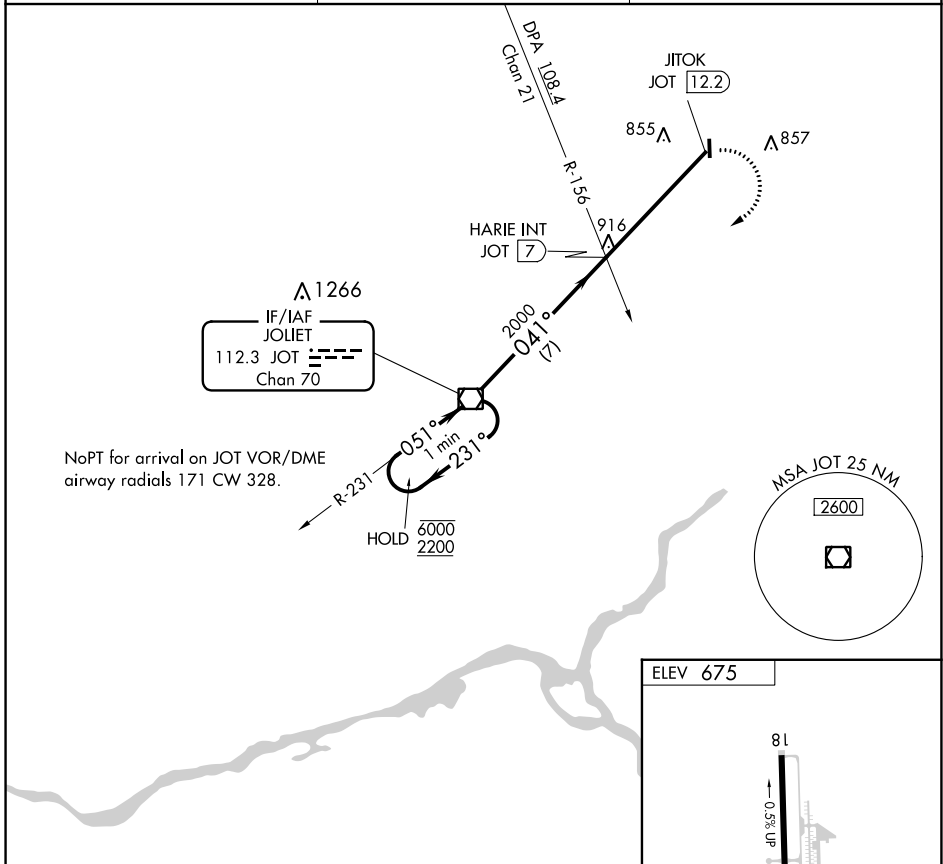 DPA 108.4
Chan 21
JITOK
JOT 12.2
855
857
R-156
HARIE INT
JOT 7
916
1266
IF/IAF
JOLIET
112.3 JOT
Chan 70
2000
041°
(7)
051°
1 min
231°
NoPT for arrival on JOT VOR/DME
airway radials 171 CW 328.
R-231
HOLD 6000
2200
MSA JOT 25 NM
2600
ELEV 675
18
0.5% UP